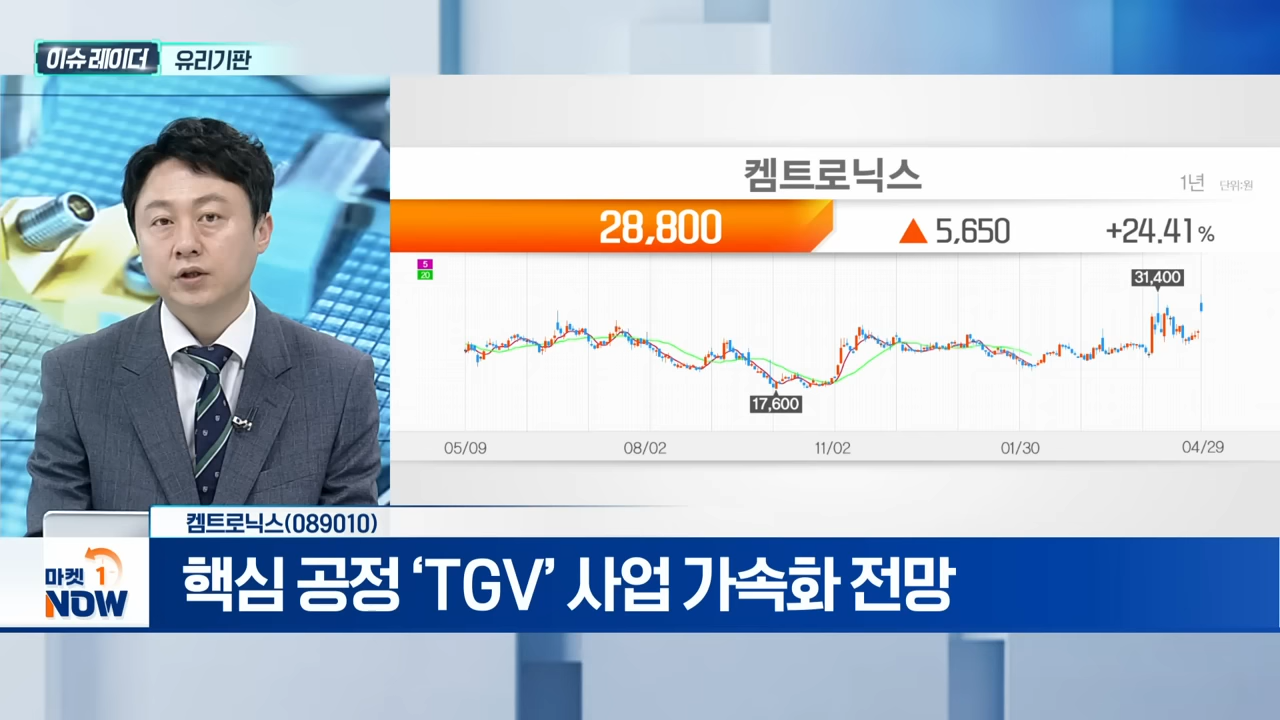 이슈레이더 유리기판
켐트로닉스
1년 단위:원
28,800 ▲ 5,650 +24.41%
5
20
31,400
17,600
05/09 08/02 11/02 01/30 04/29
켐트로닉스(089010)
마켓 1
NOW
핵심 공정 ‘TGV’ 사업 가속화 전망